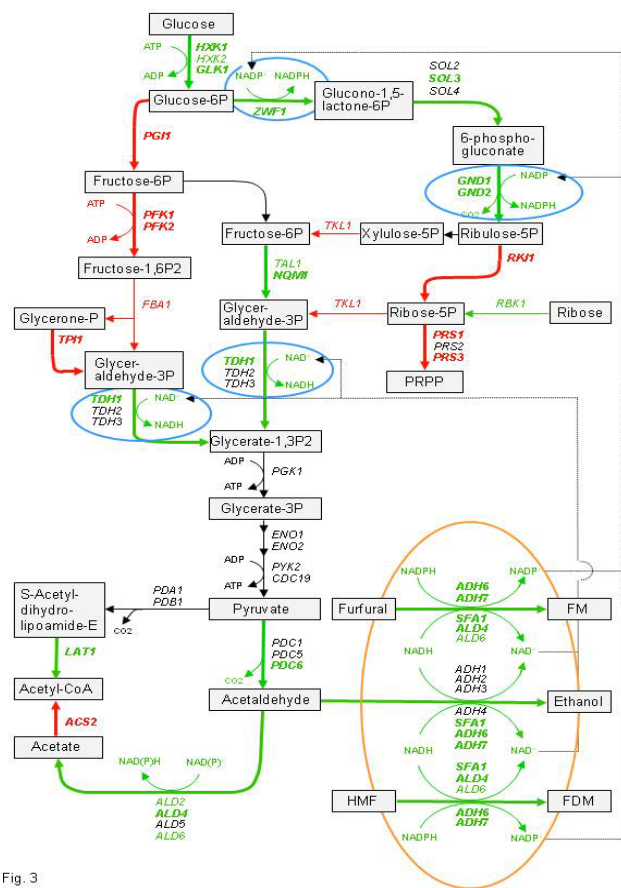 Glucose
ATP
HXK1
HXK2
GLK1
ADP
Glucose-6P
NADP
NADPH
ZWF1
Glucono-1,5-
lactone-6P
SOL2
SOL3
SOL4
6-phospho-
gluconate
PGI1
GND1
GND2
NADP
CO2
NADPH
Fructose-6P
ATP
PFK1
PFK2
ADP
Fructose-6P
TKL1
Xylulose-5P
Ribulose-5P
Fructose-1,6P2
TAL1
NQM1
RKI1
FBA1
Glycerone-P
Glycer-
aldehyde-3P
TKL1
Ribose-5P
RBK1
Ribose
TPI1
PRS1
PRS2
PRS3
Glycer-
aldehyde-3P
TDH1
TDH2
TDH3
NAD
NADH
PRPP
TDH1
TDH2
TDH3
NAD
NADH
Glycerate-1,3P2
ADP
PGK1
ATP
Glycerate-3P
ENO1
ENO2
ADP
PYK2
CDC19
ATP
NADPH
NADP
ADH6
ADH7
S-Acetyl-
dihydro-
lipoamide-E
PDA1
PDB1
CO2
Pyruvate
Furfural
FM
SFA1
ALD4
ALD6
LAT1
PDC1
PDC5
PDC6
CO2
NADH
NAD
ADH1
ADH2
ADH3
Acetyl-CoA
Acetaldehyde
Ethanol
ACS2
ADH4
SFA1
ADH6
ADH7
Acetate
NADH
NAD
NAD(P)H
NAD(P)
SFA1
ALD4
ALD6
ALD2
ALD4
ALD5
ALD6
HMF
FDM
ADH6
ADH7
NADPH
NADP
Fig. 3